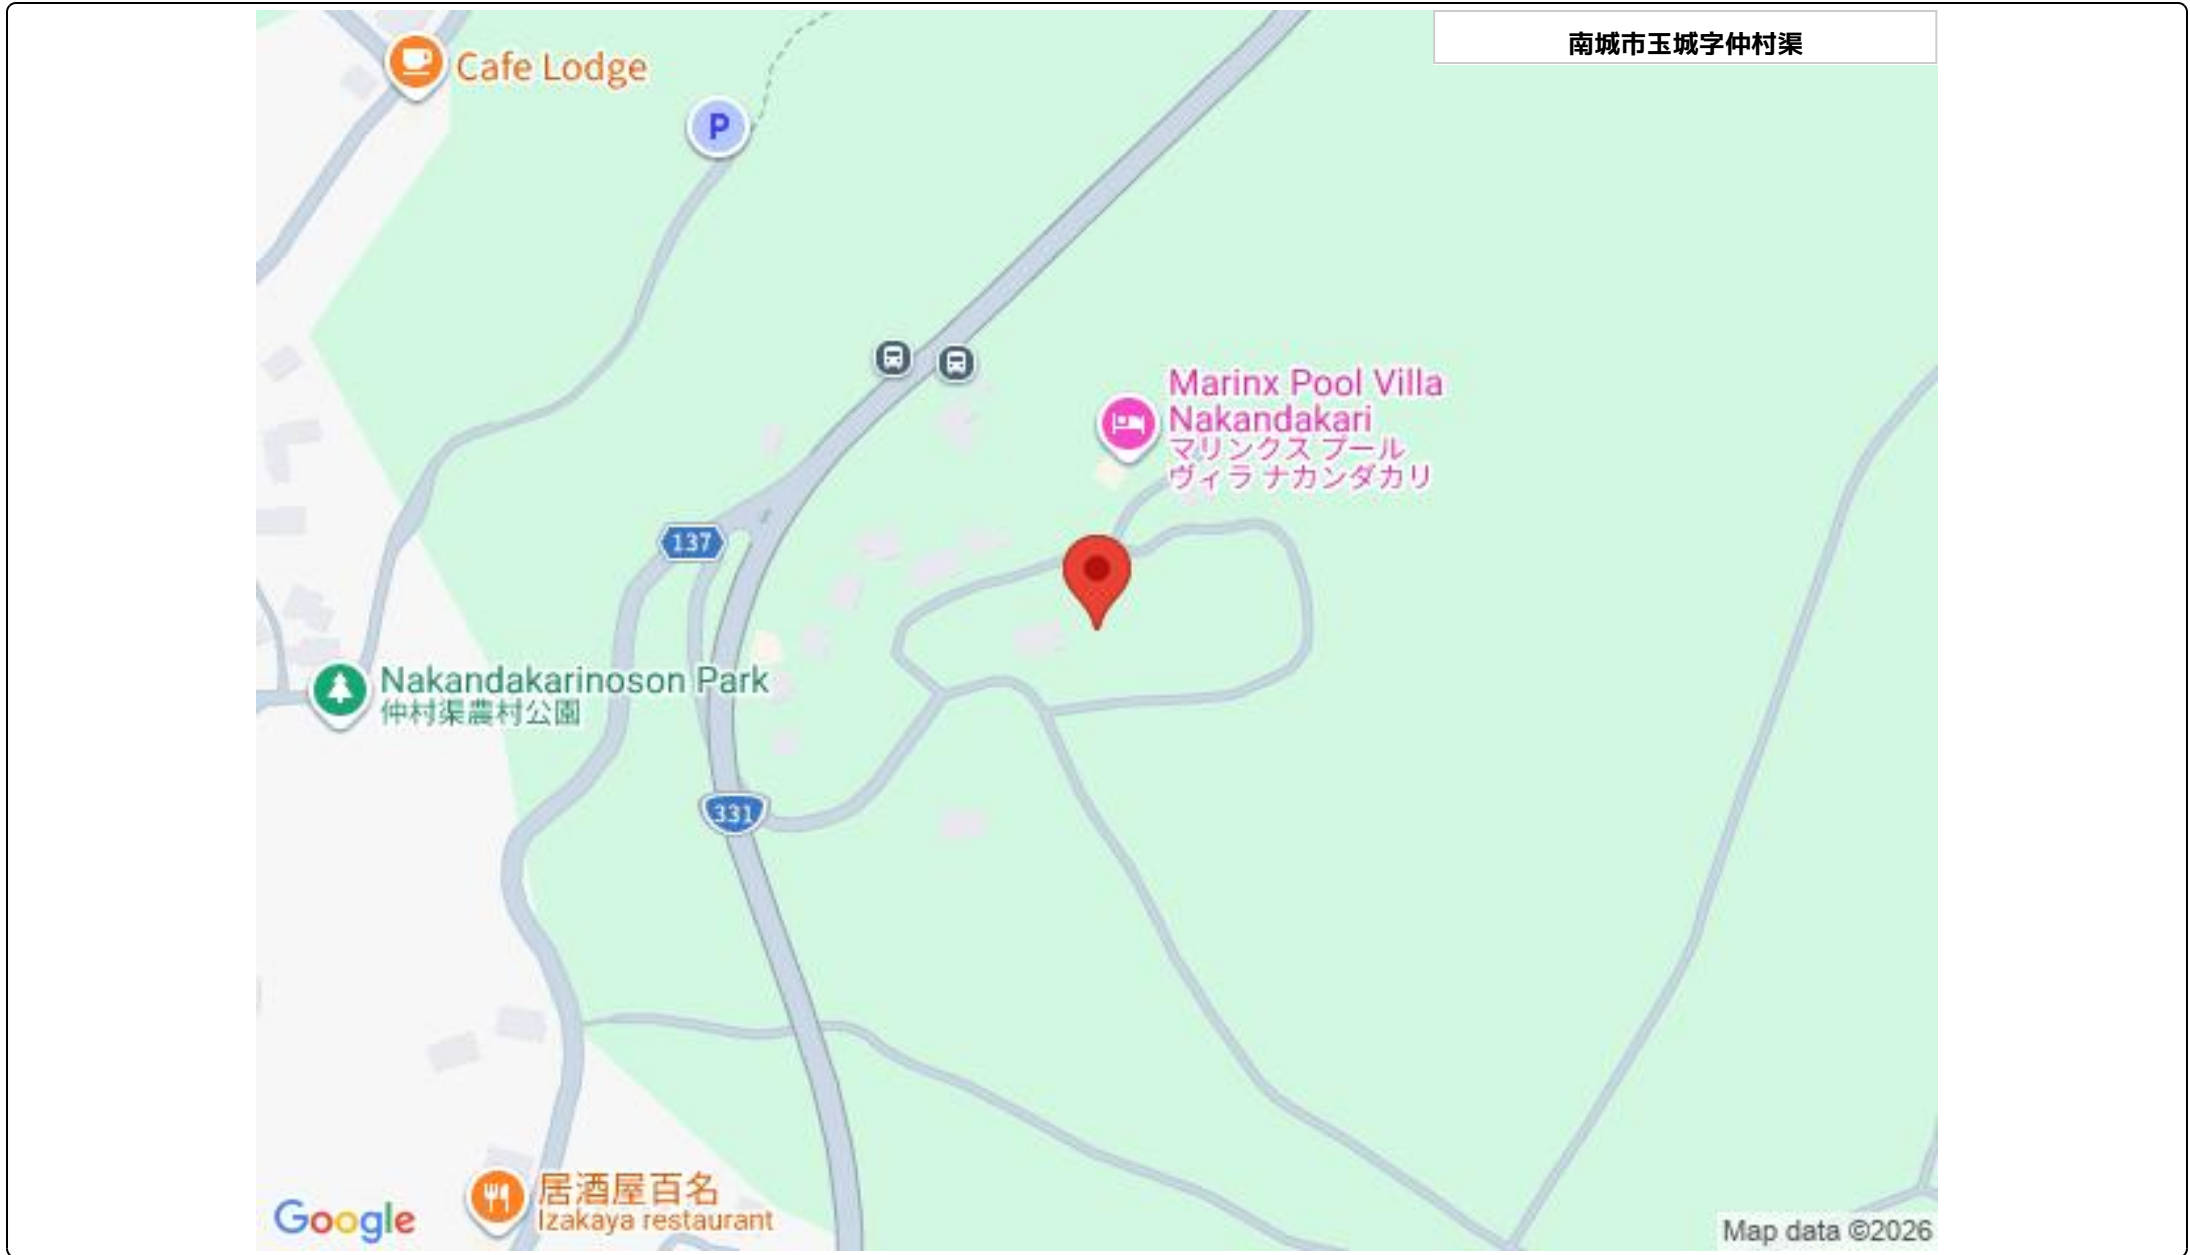 南城市玉城字仲村渠
Cafe Lodge
P
Marinx Pool Villa
Nakandakari
マリンクス プール
ヴィラ ナカンダカリ
137
Nakandakarinoson Park
仲村渠農村公園
331
居酒屋百名
Izakaya restaurant
Google
Map data ©2026